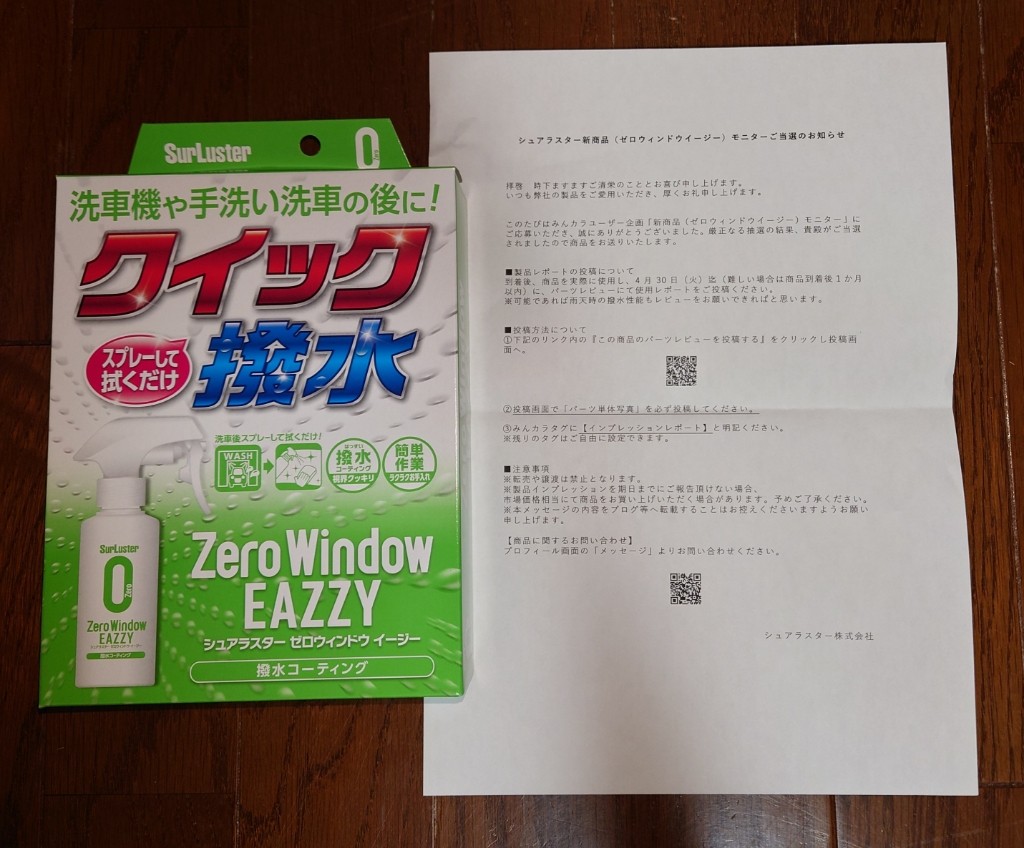 SurLuster
0
Zero
洗車機や手洗い洗車の後に!
クイック
撥水
スプレーして
拭くだけ
洗車後スプレーして拭くだけ!
WASH
はっすい
撥水
コーティング
視界クッキリ
簡単
作業
ラクラクお手入れ
SurLuster
0
Zero
Zero Window
EAZZY
シュアラスター ゼロウィンドウ イージー
撥水コーティング
Zero Window
EAZZY
シュアラスター ゼロウィンドウ イージー
撥水コーティング
シュアラスター新商品(ゼロウィンドウイージー)モニターご当選のお知らせ
拝啓 時下ますますご清栄のこととお喜び申し上げます。
いつも弊社の製品をご愛用いただき、厚くお礼申し上げます。
このたびはみんカラユーザー企画「新商品(ゼロウィンドウイージー)モニター」に
ご応募いただき、誠にありがとうございました。厳正なる抽選の結果、貴殿がご当選
されましたので商品をお送りいたします。
■製品レポートの投稿について
到着後、商品を実際に使用し、4月30日(火)迄(難しい場合は商品到着後1か月
以内)に、パーツレビューにて使用レポートをご投稿ください。
※可能であれば雨天時の撥水性能もレビューをお願いできればと思います。
■投稿方法について
①下記のリンク内の『この商品のパーツレビューを投稿する』をクリックし投稿画
面へ。
②投稿画面で「パーツ単体写真」を必ず投稿してください。
③みんカラタグに【インプレッションレポート】と明記ください。
※残りのタグはご自由に設定できます。
■注意事項
※転売や譲渡は禁止となります。
※製品インプレッションを期日までにご報告頂けない場合、
市場価格相当にて商品をお買い上げいただく場合があります。予めご了承ください。
※本メッセージの内容をブログ等へ転載することはお控えくださいますようお願い
申し上げます。
【商品に関するお問い合わせ】
プロフィール画面の「メッセージ」よりお問い合わせください。
シュアラスター株式会社